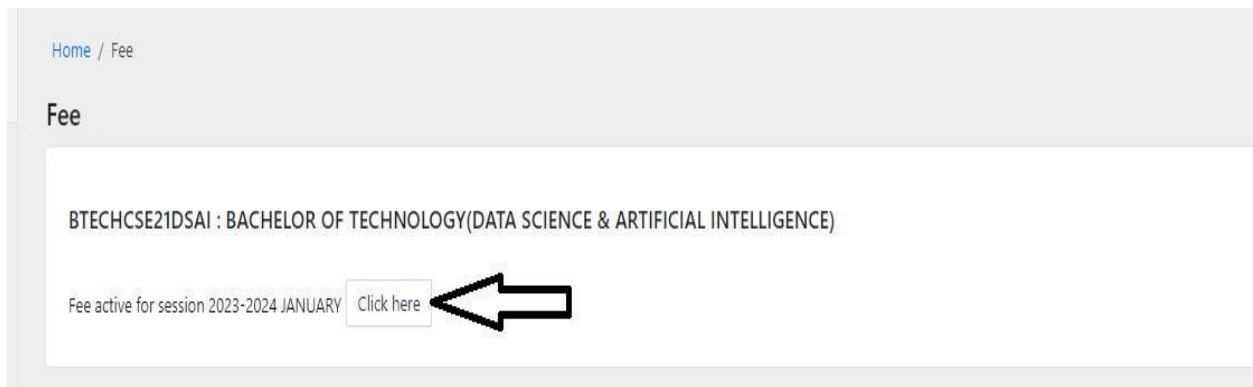 Home / Fee
Fee
BTECHCSE21DSAI : BACHELOR OF TECHNOLOGY(DATA SCIENCE & ARTIFICIAL INTELLIGENCE)
Fee active for session 2023-2024 JANUARY Click here